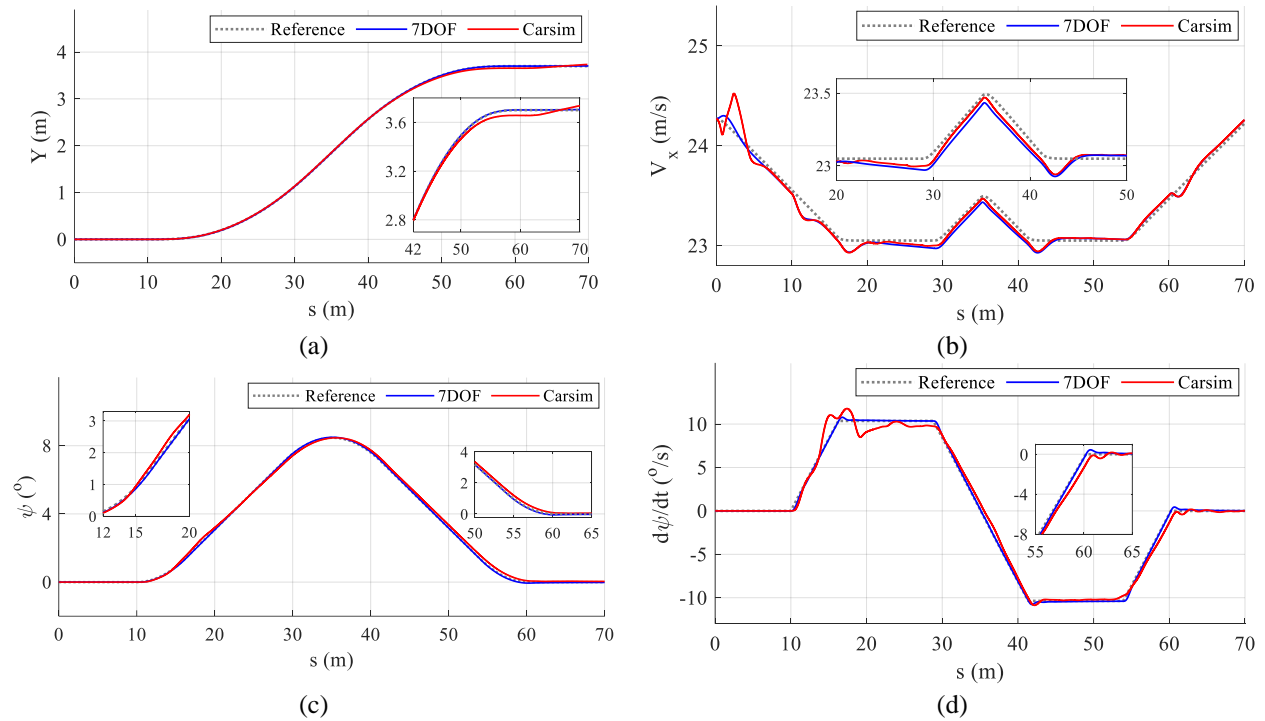 Reference 7DOF Carsim
4
3
2
1
0
Y (m)
3.6
3.2
2.8
42 50 60 70
0 10 20 30 40 50 60 70
s (m)
(a)
Reference 7DOF Carsim
25
24
23
V_x (m/s)
23.5
23
20 30 40 50
0 10 20 30 40 50 60 70
s (m)
(b)
Reference 7DOF Carsim
8
4
0
ψ (°)
3
2
1
0
12 15 20
4
2
0
50 55 60 65
0 10 20 30 40 50 60 70
s (m)
(c)
Reference 7DOF Carsim
10
5
0
-5
-10
dψ/dt (°/s)
0
-4
-8
55 60 65
0 10 20 30 40 50 60 70
s (m)
(d)